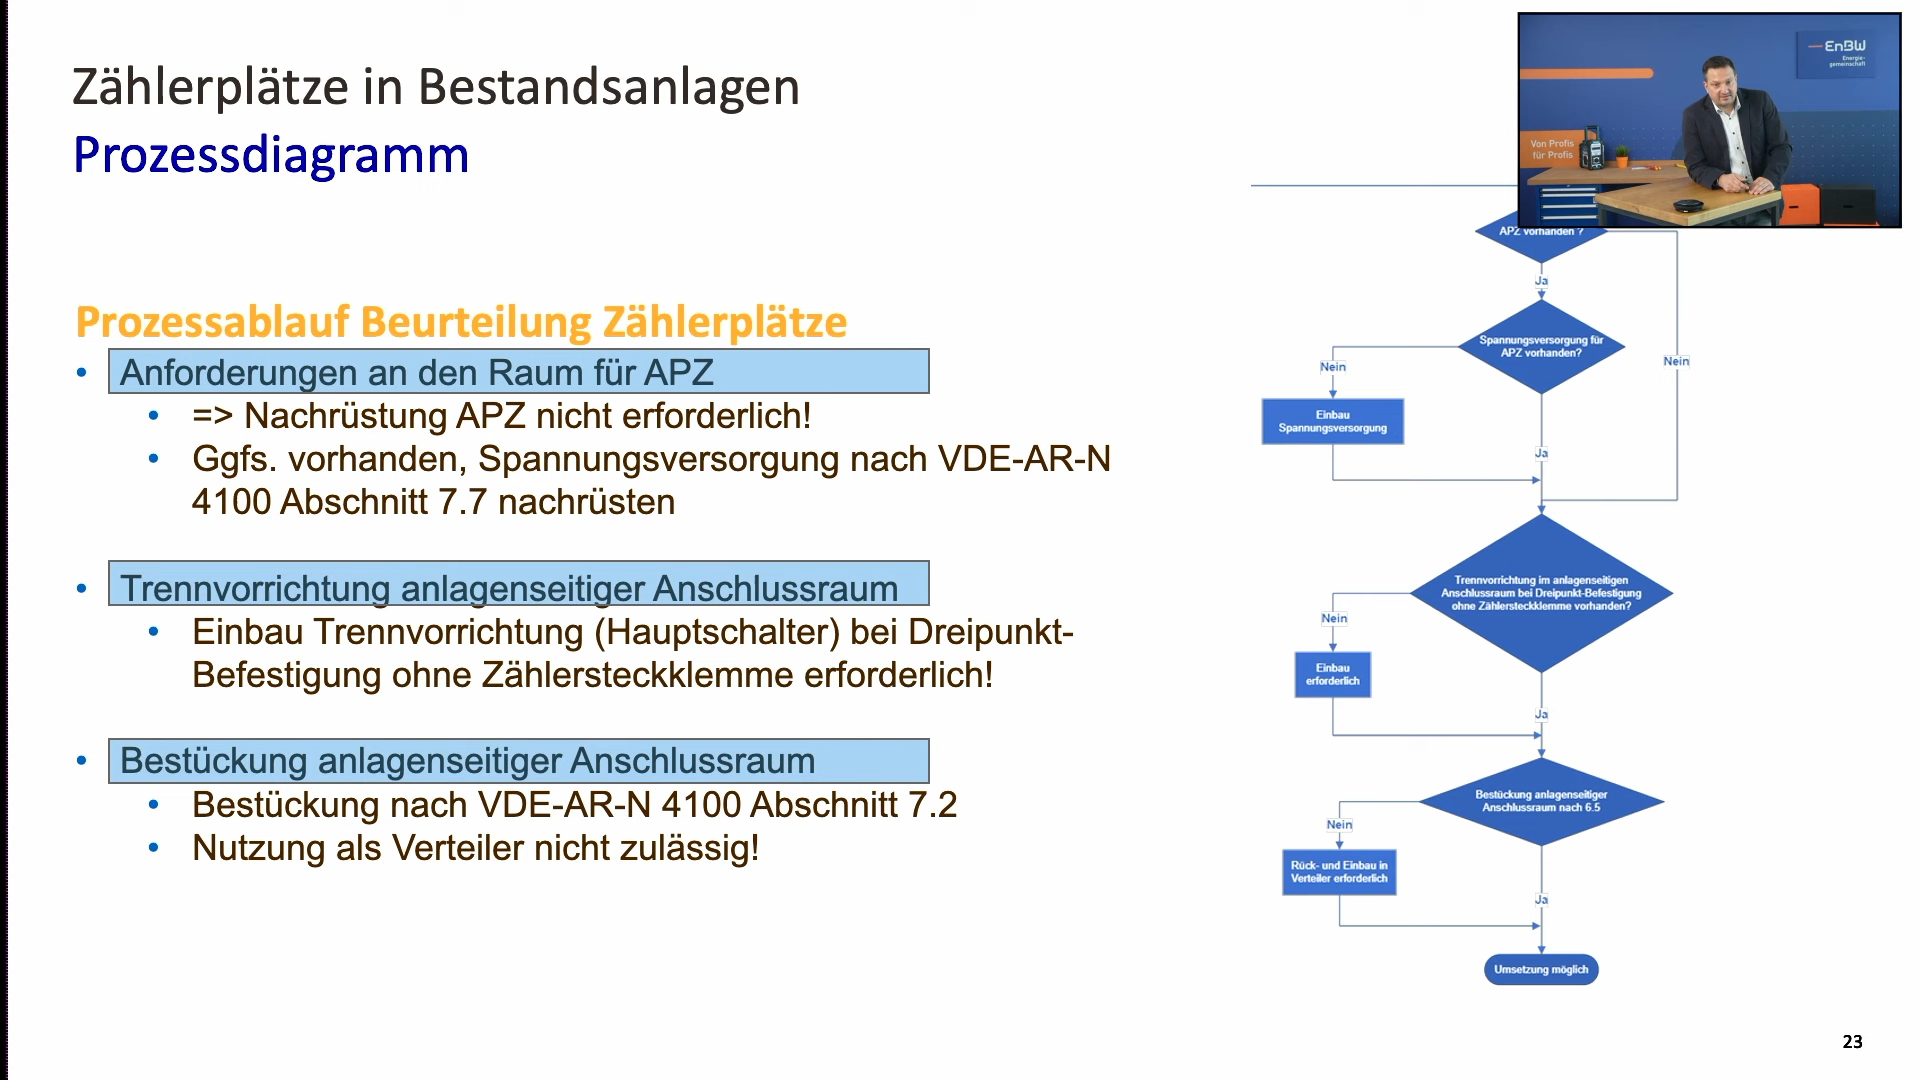 Zählerplätze in Bestandsanlagen
Prozessdiagramm
EnBW
Energie-
gemeinschaft
Von Profis
für Profis
Prozessablauf Beurteilung Zählerplätze
• Anforderungen an den Raum für APZ
• => Nachrüstung APZ nicht erforderlich!
• Ggfs. vorhanden, Spannungsversorgung nach VDE-AR-N
4100 Abschnitt 7.7 nachrüsten
• Trennvorrichtung anlagenseitiger Anschlussraum
• Einbau Trennvorrichtung (Hauptschalter) bei Dreipunkt-
Befestigung ohne Zählersteckklemme erforderlich!
• Bestückung anlagenseitiger Anschlussraum
• Bestückung nach VDE-AR-N 4100 Abschnitt 7.2
• Nutzung als Verteiler nicht zulässig!
APZ vorhanden ?
Ja
Spannungsversorgung für
APZ vorhanden?
Nein
Nein
Einbau
Spannungsversorgung
Ja
Trennvorrichtung im anlagenseitigen
Anschlussraum bei Dreipunkt-Befestigung
ohne Zählersteckklemme vorhanden?
Nein
Einbau
erforderlich
Ja
Bestückung anlagenseitiger
Anschlussraum nach 6.5
Nein
Rück- und Einbau in
Verteiler erforderlich
Ja
Umsetzung möglich
23